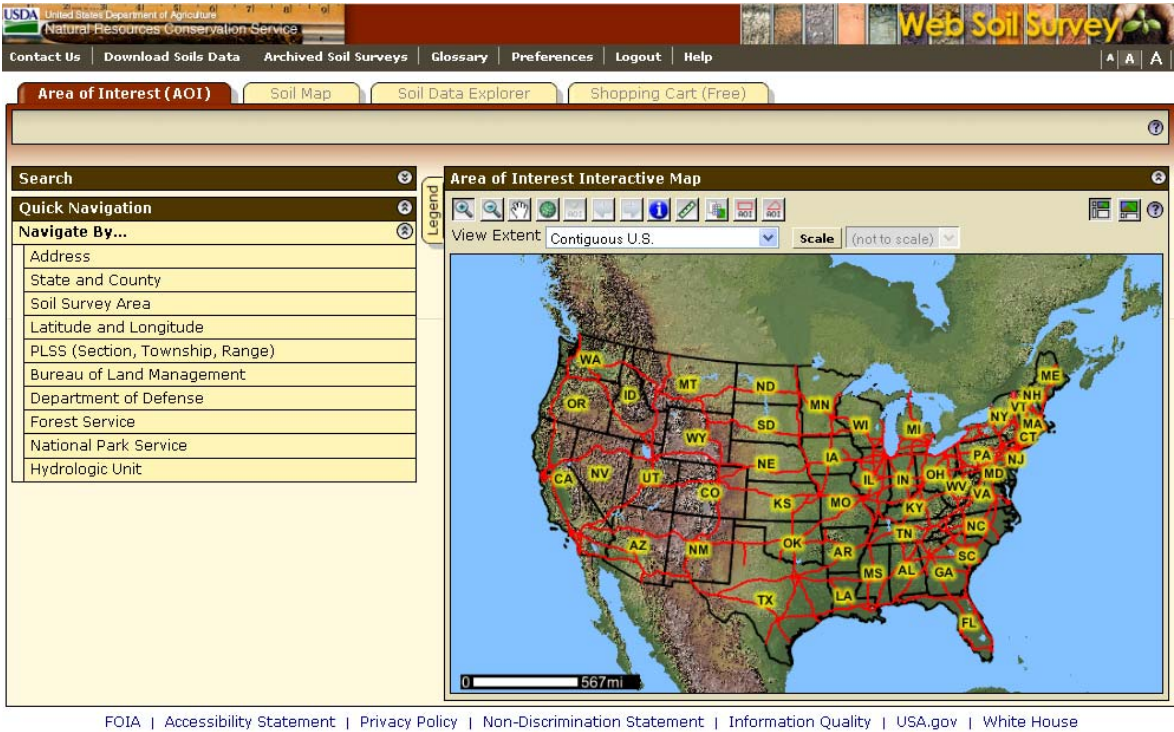 USDA United States Department of Agriculture
Natural Resources Conservation Service
Web Soil Survey
Contact Us | Download Soils Data Archived Soil Surveys | Glossary | Preferences | Logout | Help A A A
Area of Interest (AOI) Soil Map Soil Data Explorer Shopping Cart (Free)
Search
Quick Navigation
Navigate By...
Address
State and County
Soil Survey Area
Latitude and Longitude
PLSS (Section, Township, Range)
Bureau of Land Management
Department of Defense
Forest Service
National Park Service
Hydrologic Unit
Legend
Area of Interest Interactive Map
AOI AOI AOI
View Extent Contiguous U.S. Scale (not to scale)
WA
MT ND ME
OR ID MN NH
VT
SD WI MI NY MA
WY CT
NE IA PA NJ
CA NV UT IL IN OH MD
CO WV VA
KS MO KY
NC
AZ NM OK AR TN
SC
MS AL GA
TX LA
FL
0 567mi
FOIA | Accessibility Statement | Privacy Policy | Non-Discrimination Statement | Information Quality | USA.gov | White House